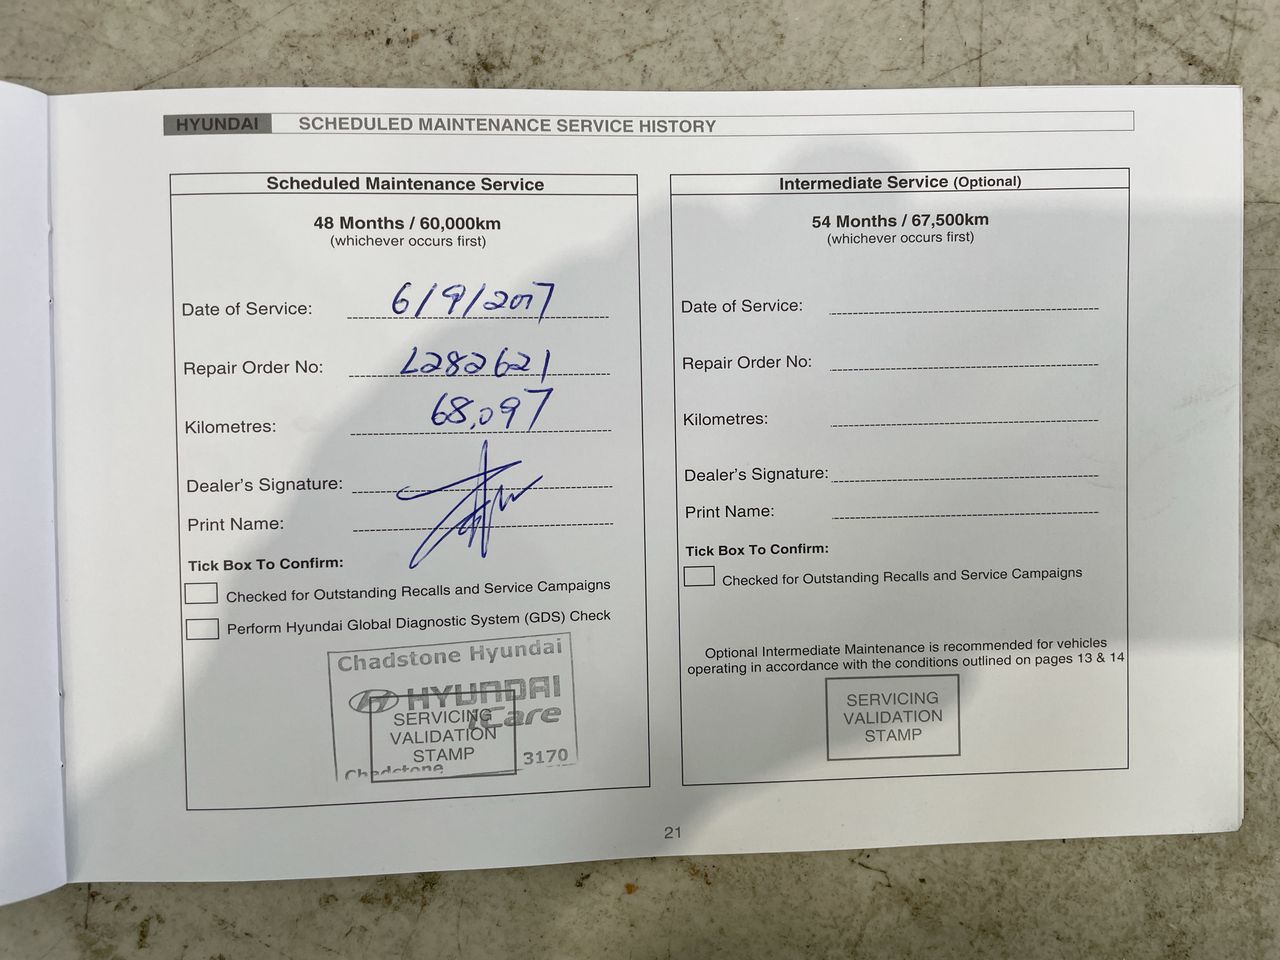 HYUNDAI SCHEDULED MAINTENANCE SERVICE HISTORY
Scheduled Maintenance Service
48 Months / 60,000km
(whichever occurs first)
Date of Service: 6/9/2017
Repair Order No: L282621
Kilometres: 68,097
Dealer's Signature:
Print Name:
Tick Box To Confirm:
Checked for Outstanding Recalls and Service Campaigns
Perform Hyundai Global Diagnostic System (GDS) Check
Chadstone Hyundai
HYUNDAI
iCare
SERVICING
VALIDATION
STAMP
Chadstone 3170
Intermediate Service (Optional)
54 Months / 67,500km
(whichever occurs first)
Date of Service:
Repair Order No:
Kilometres:
Dealer's Signature:
Print Name:
Tick Box To Confirm:
Checked for Outstanding Recalls and Service Campaigns
Optional Intermediate Maintenance is recommended for vehicles
operating in accordance with the conditions outlined on pages 13 & 14
SERVICING
VALIDATION
STAMP
21